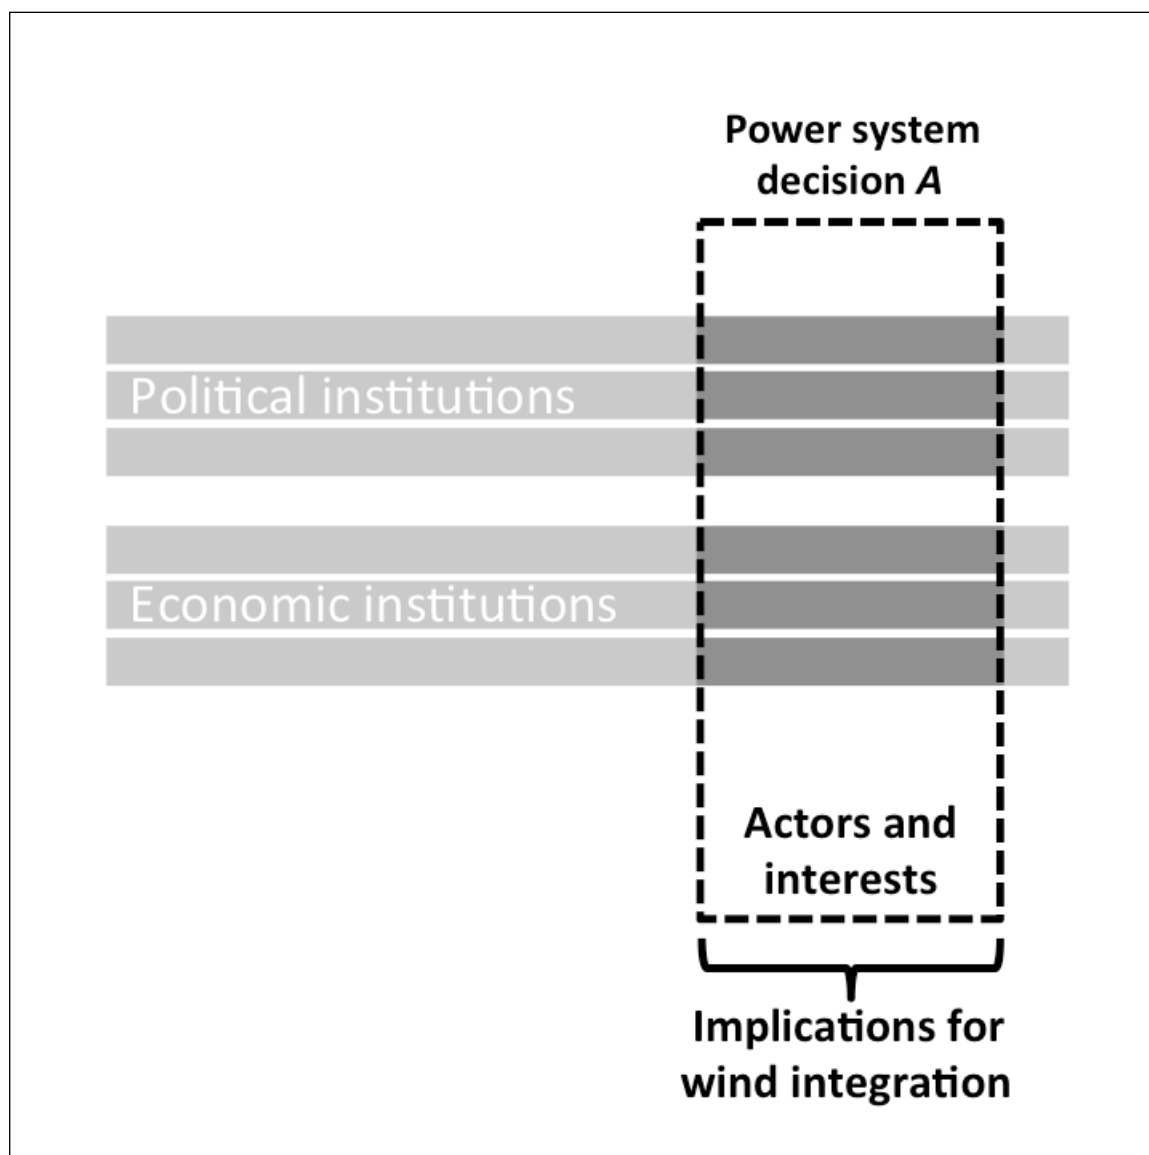 Power system
decision A
Political institutions
Economic institutions
Actors and
interests
Implications for
wind integration